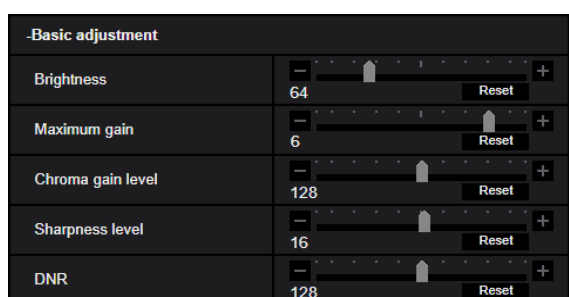 -Basic adjustment
Brightness
64 Reset
Maximum gain
6 Reset
Chroma gain level
128 Reset
Sharpness level
16 Reset
DNR
128 Reset